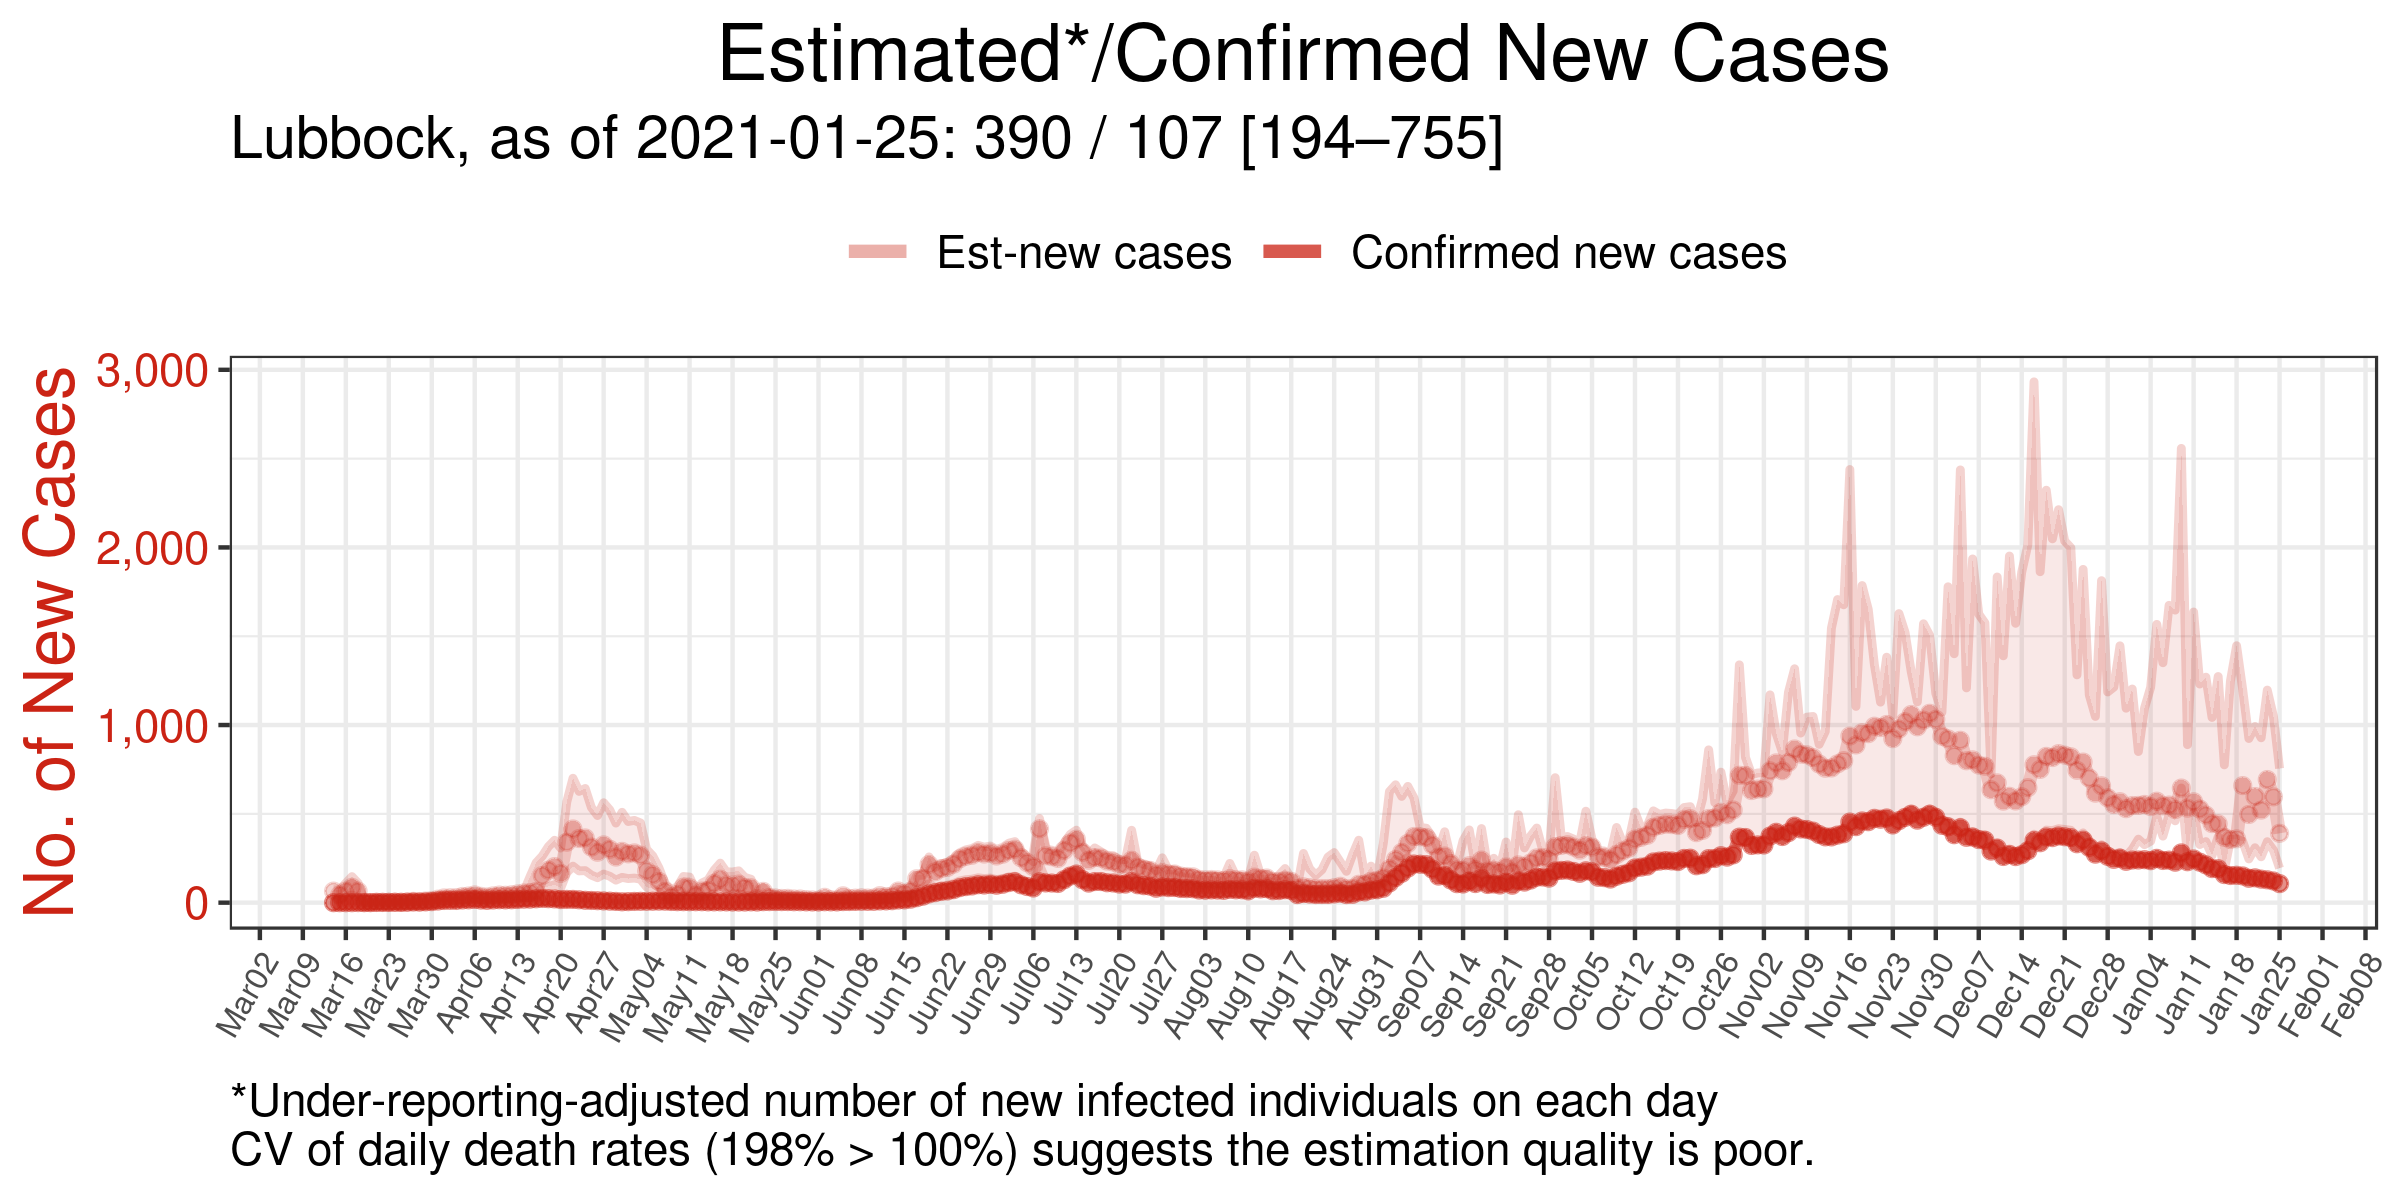 Estimated*/Confirmed New Cases
Lubbock, as of 2021-01-25: 390 / 107 [194–755]
Est-new cases Confirmed new cases
No. of New Cases
3,000
2,000
1,000
0
Mar02 Mar09 Mar16 Mar23 Mar30 Apr06 Apr13 Apr20 Apr27 May04 May11 May18 May25 Jun01 Jun08 Jun15 Jun22 Jun29 Jul06 Jul13 Jul20 Jul27 Aug03 Aug10 Aug17 Aug24 Aug31 Sep07 Sep14 Sep21 Sep28 Oct05 Oct12 Oct19 Oct26 Nov02 Nov09 Nov16 Nov23 Nov30 Dec07 Dec14 Dec21 Dec28 Jan04 Jan11 Jan18 Jan25 Feb01 Feb08
*Under-reporting-adjusted number of new infected individuals on each day
CV of daily death rates (198% > 100%) suggests the estimation quality is poor.